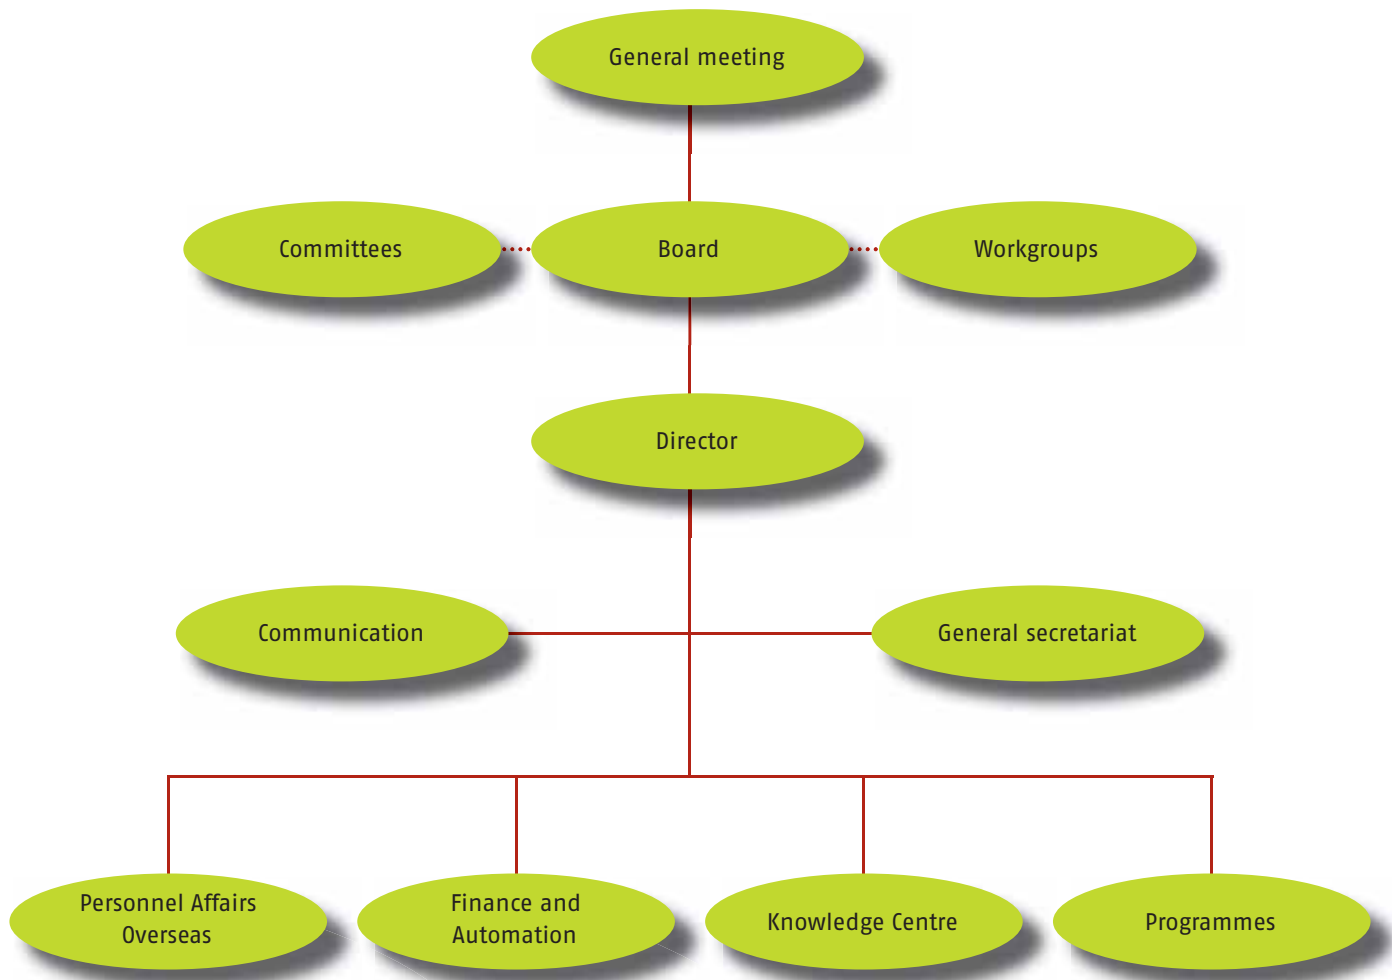 General meeting
Committees
Board
Workgroups
Director
Communication
General secretariat
Personnel Affairs
Overseas
Finance and
Automation
Knowledge Centre
Programmes